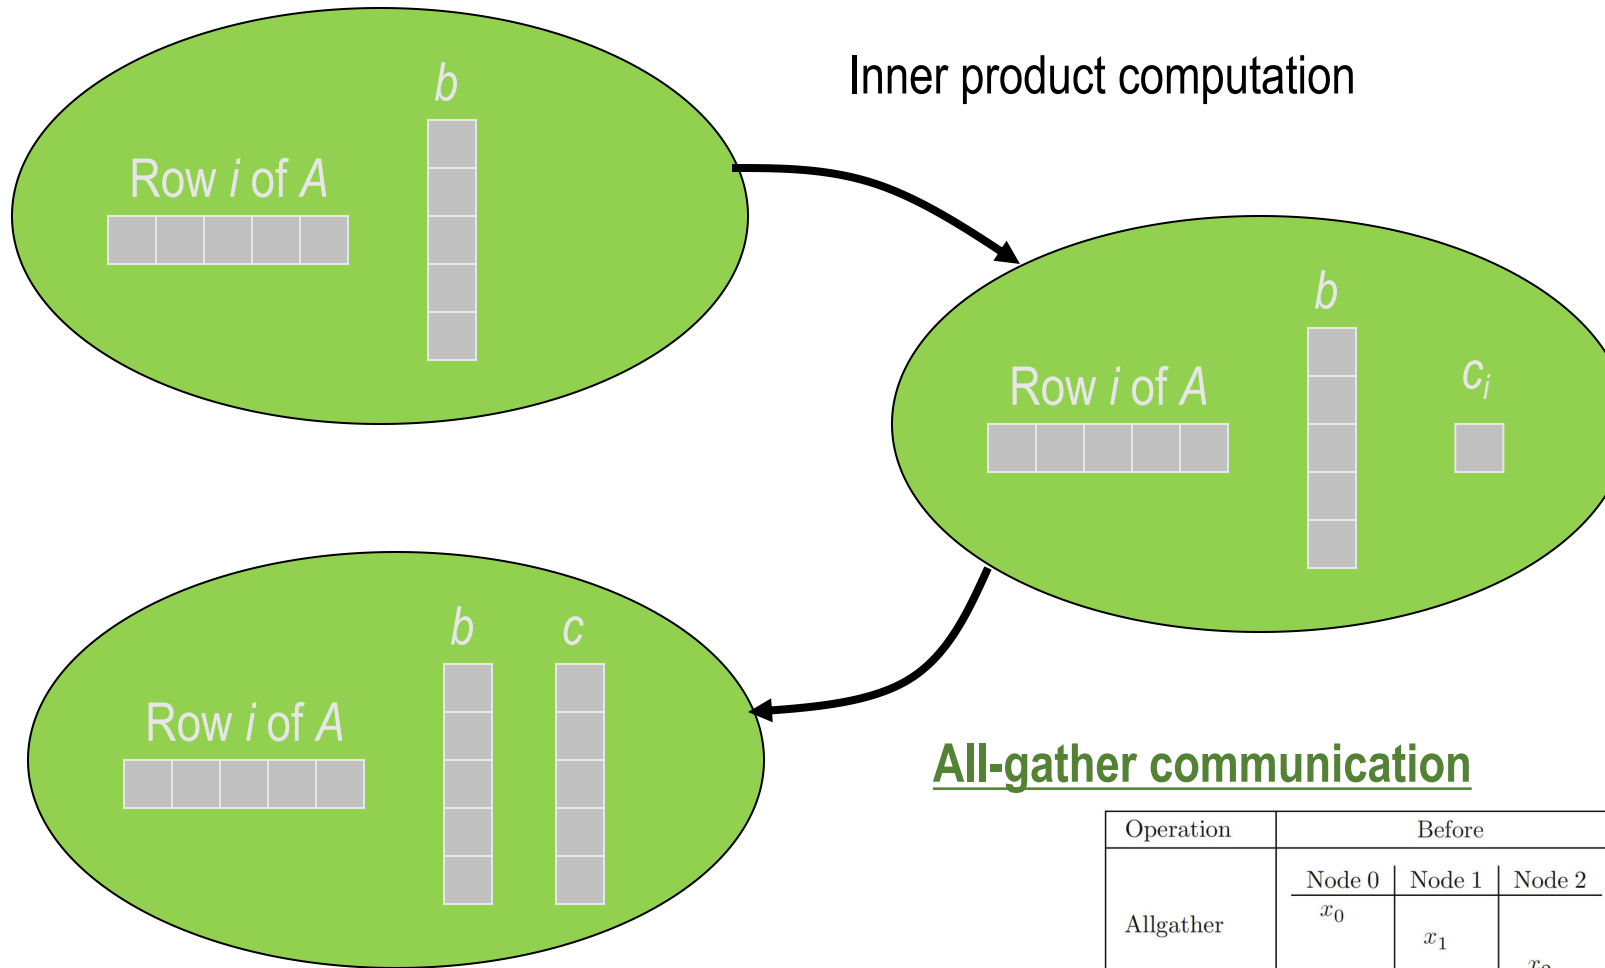 Inner product computation
b
Row i of A
b
Row i of A
c_i
b c
Row i of A
All-gather communication
Operation Before
Node 0 Node 1 Node 2
Allgather x_0
x_1